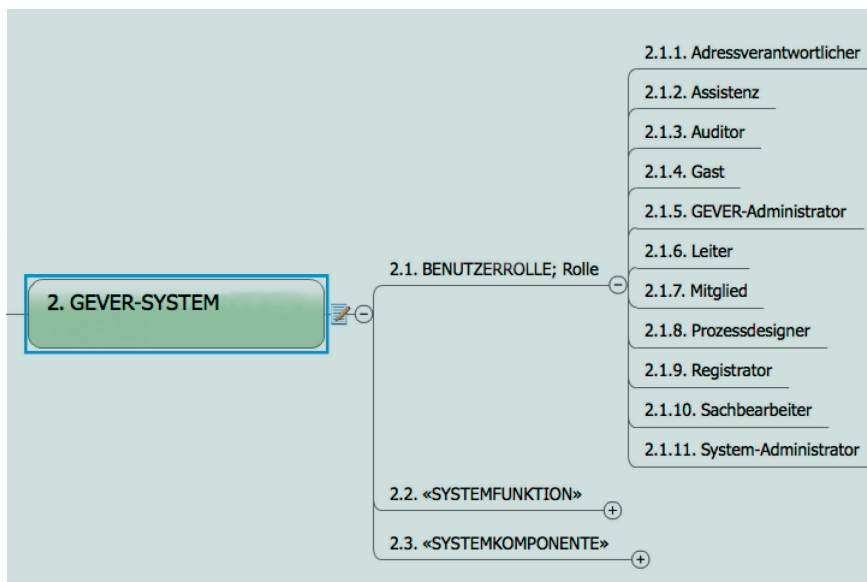 2. GEVER-SYSTEM
2.1. BENUTZERROLLE; Rolle
2.1.1. Adressverantwortlicher
2.1.2. Assistenz
2.1.3. Auditor
2.1.4. Gast
2.1.5. GEVER-Administrator
2.1.6. Leiter
2.1.7. Mitglied
2.1.8. Prozessdesigner
2.1.9. Registrator
2.1.10. Sachbearbeiter
2.1.11. System-Administrator
2.2. «SYSTEMFUNKTION»
2.3. «SYSTEMKOMPONENTE»